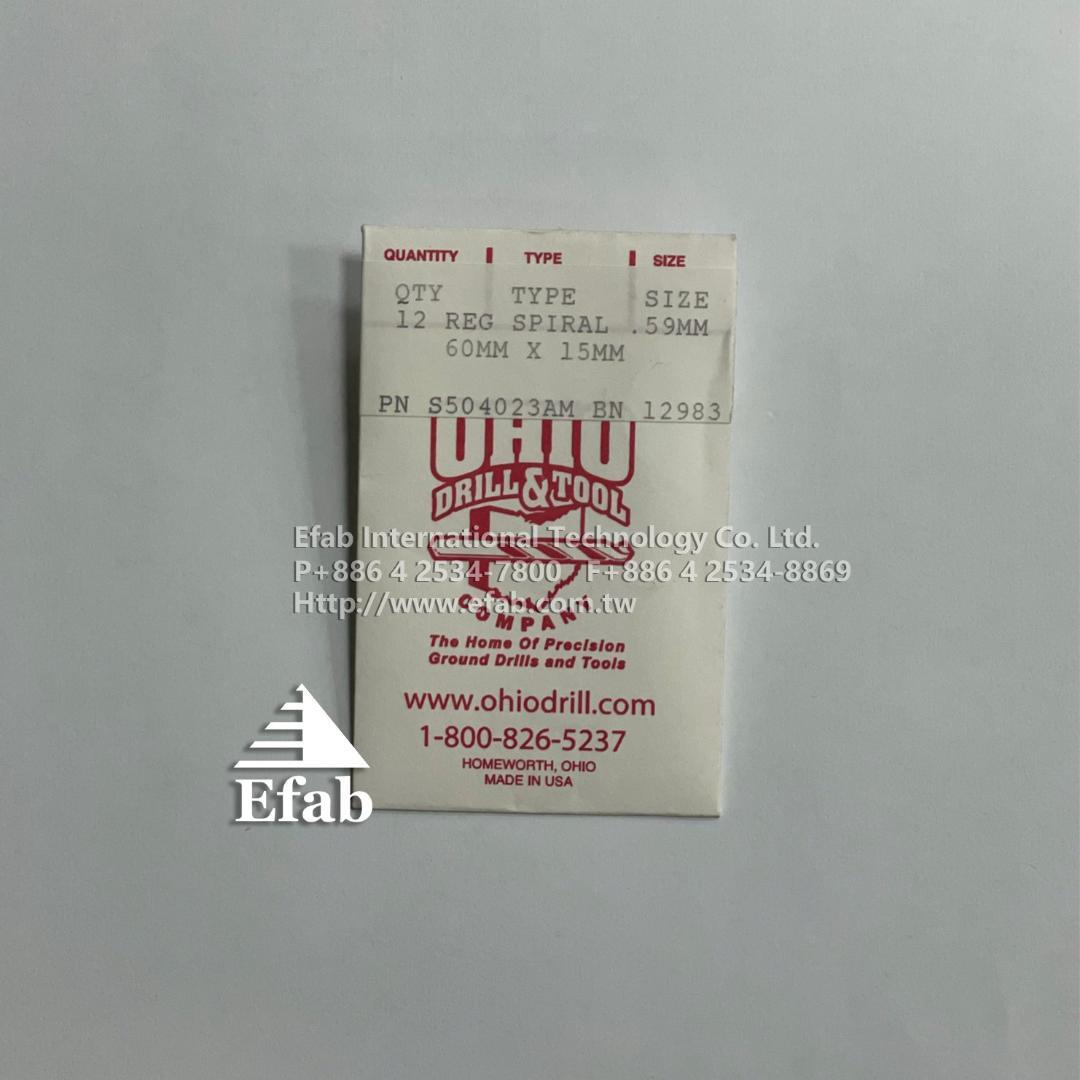 QUANTITY TYPE SIZE
QTY TYPE SIZE
12 REG SPIRAL .59MM
60MM X 15MM
PN S504023AM BN 12983
OHIO
DRILL & TOOL
COMPANY
Efab International Technology Co. Ltd.
P+886 4 2534-7800 F+886 4 2534-8869
Http://www.efab.com.tw
The Home Of Precision
Ground Drills and Tools
www.ohiodrill.com
1-800-826-5237
HOMEWORTH, OHIO
MADE IN USA
Efab